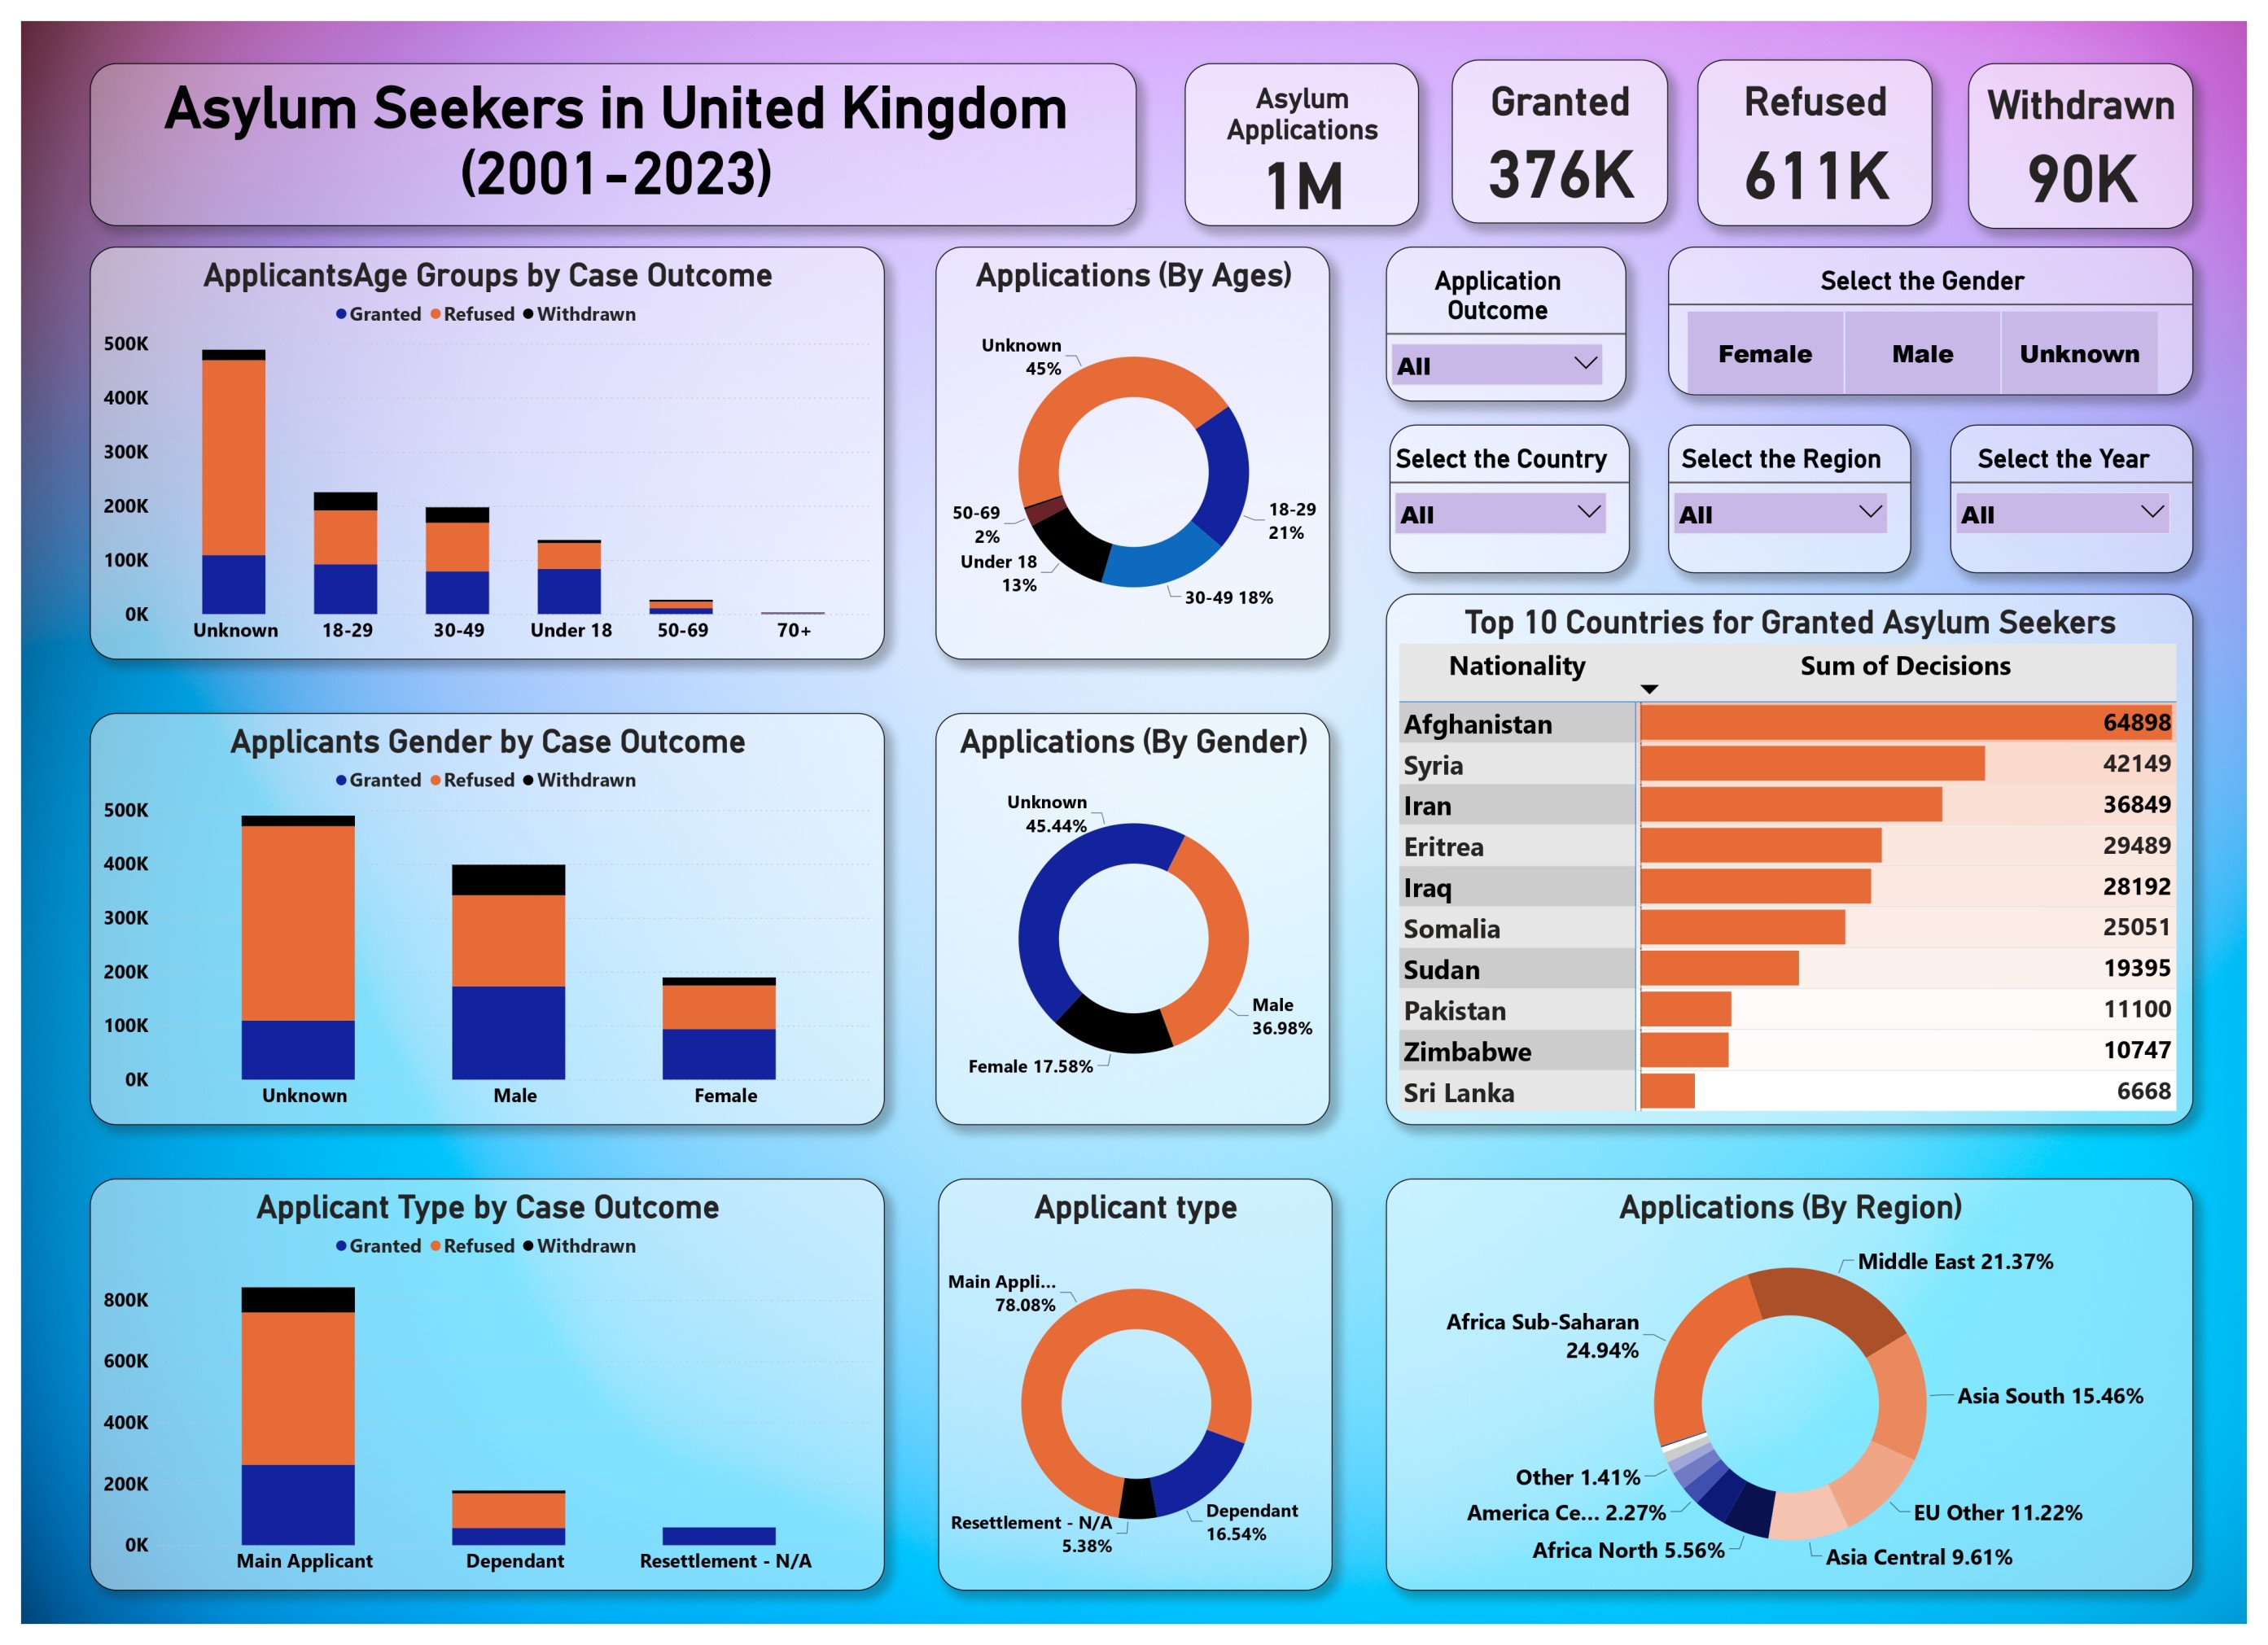 Asylum Seekers in United Kingdom
(2001-2023)
Asylum
Applications
1M
Granted
376K
Refused
611K
Withdrawn
90K
ApplicantsAge Groups by Case Outcome
Granted Refused Withdrawn
500K
400K
300K
200K
100K
0K
Unknown 18-29 30-49 Under 18 50-69 70+
Applications (By Ages)
Unknown
45%
18-29
21%
30-49 18%
Under 18
13%
50-69
2%
Application
Outcome
All
Select the Gender
Female Male Unknown
Select the Country
All
Select the Region
All
Select the Year
All
Applicants Gender by Case Outcome
Granted Refused Withdrawn
500K
400K
300K
200K
100K
0K
Unknown Male Female
Applications (By Gender)
Unknown
45.44%
Male
36.98%
Female 17.58%
Top 10 Countries for Granted Asylum Seekers
Nationality Sum of Decisions
Afghanistan 64898
Syria 42149
Iran 36849
Eritrea 29489
Iraq 28192
Somalia 25051
Sudan 19395
Pakistan 11100
Zimbabwe 10747
Sri Lanka 6668
Applicant Type by Case Outcome
Granted Refused Withdrawn
800K
600K
400K
200K
0K
Main Applicant Dependant Resettlement - N/A
Applicant type
Main Appli...
78.08%
Dependant
16.54%
Resettlement - N/A
5.38%
Applications (By Region)
Middle East 21.37%
Africa Sub-Saharan
24.94%
Asia South 15.46%
Other 1.41%
America Ce... 2.27%
EU Other 11.22%
Africa North 5.56%
Asia Central 9.61%